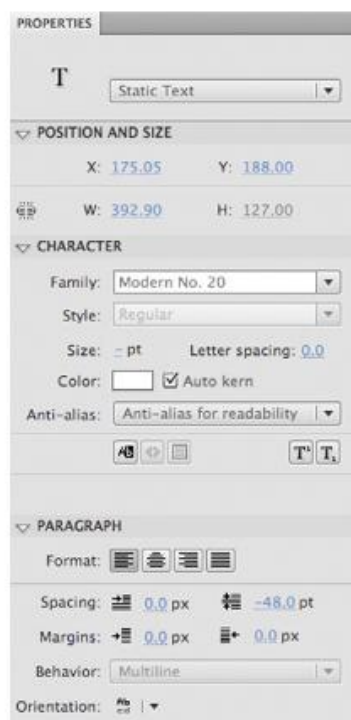 PROPERTIES
T
Static Text
POSITION AND SIZE
X: 175.05 Y: 188.00
W: 392.90 H: 127.00
CHARACTER
Family: Modern No. 20
Style: Regular
Size: – pt Letter spacing: 0.0
Color: Auto kern
Anti-alias: Anti-alias for readability
T¹ T₁
PARAGRAPH
Format:
Spacing: 0.0 px -48.0 pt
Margins: 0.0 px 0.0 px
Behavior: Multiline
Orientation: